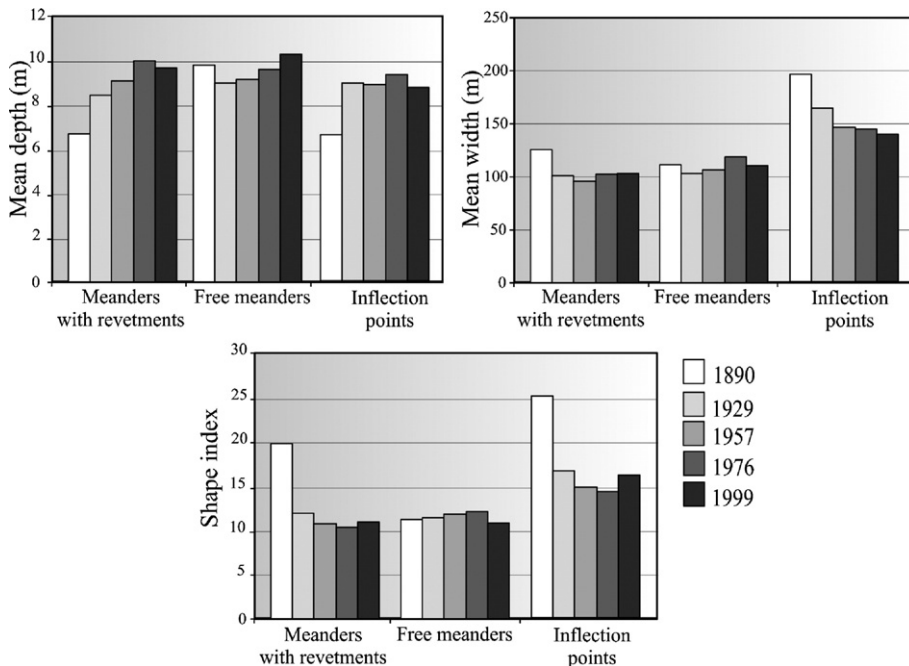 Mean depth (m)
12
10
8
6
4
2
0
Meanders
with revetments
Free meanders
Inflection
points
Mean width (m)
250
200
150
100
50
0
Meanders
with revetments
Free meanders
Inflection
points
Shape index
30
25
20
15
10
5
0
Meanders
with revetments
Free meanders
Inflection
points
1890
1929
1957
1976
1999